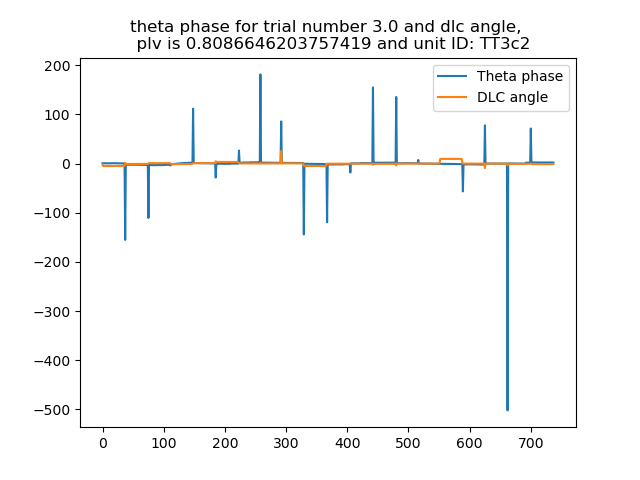 theta phase for trial number 3.0 and dlc angle,
plv is 0.8086646203757419 and unit ID: TT3c2
Theta phase
DLC angle
200
100
0
−100
−200
−300
−400
−500
0 100 200 300 400 500 600 700